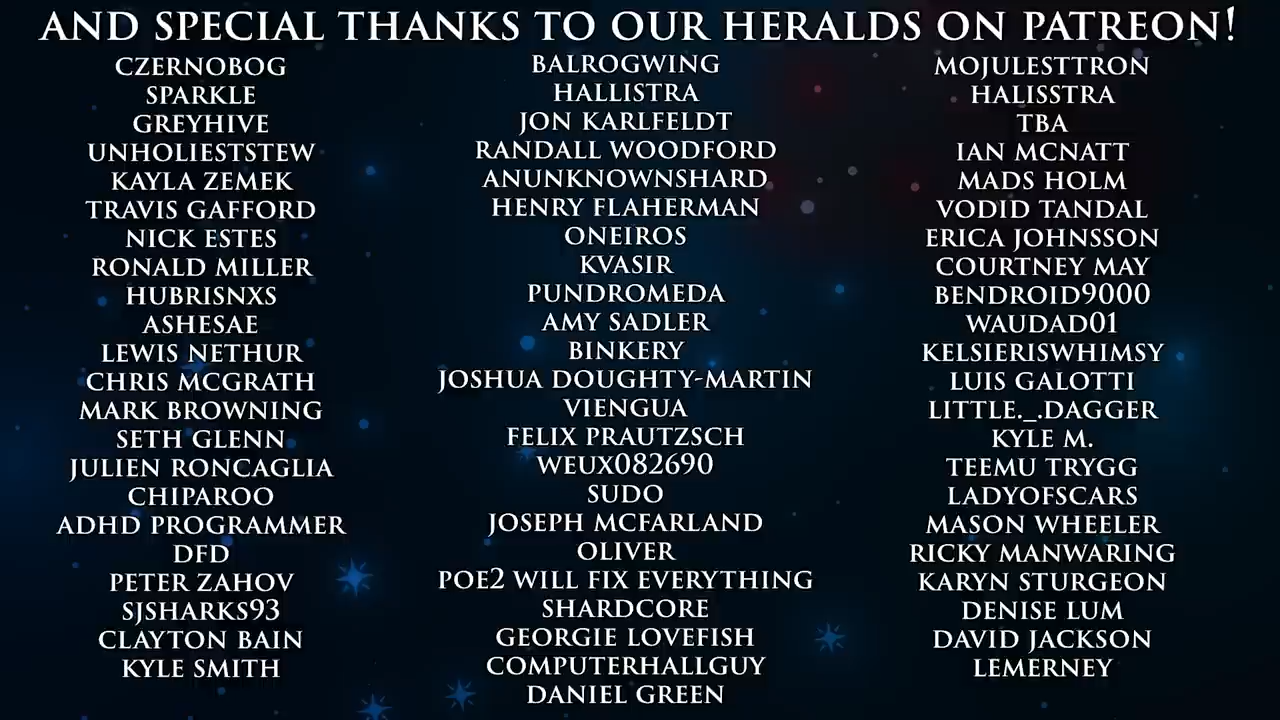 AND SPECIAL THANKS TO OUR HERALDS ON PATREON!
CZERNOBOG
SPARKLE
GREYHIVE
UNHOLIESTSTEW
KAYLA ZEMEK
TRAVIS GAFFORD
NICK ESTES
RONALD MILLER
HUBRISNXS
ASHESAE
LEWIS NETHUR
CHRIS MCGRATH
MARK BROWNING
SETH GLENN
JULIEN RONCAGLIA
CHIPAROO
ADHD PROGRAMMER
DFD
PETER ZAHOV
SJSHARKS93
CLAYTON BAIN
KYLE SMITH
BALROGWING
HALLISTRA
JON KARLFELDT
RANDALL WOODFORD
ANUNKNOWNSHARD
HENRY FLAHERMAN
ONEIROS
KVASIR
PUNDROMEDA
AMY SADLER
BINKERY
JOSHUA DOUGHTY-MARTIN
VIENGUA
FELIX PRAUTZSCH
WEUX082690
SUDO
JOSEPH MCFARLAND
OLIVER
POE2 WILL FIX EVERYTHING
SHARDCORE
GEORGIE LOVEFISH
COMPUTERHALLGUY
DANIEL GREEN
MOJULESTTRON
HALISSTRA
TBA
IAN MCNATT
MADS HOLM
VODID TANDAL
ERICA JOHNSSON
COURTNEY MAY
BENDROID9000
WAUDAD01
KELSIERISWHIMSY
LUIS GALOTTI
LITTLE._.DAGGER
KYLE M.
TEEMU TRYGG
LADYOFSCARS
MASON WHEELER
RICKY MANWARING
KARYN STURGEON
DENISE LUM
DAVID JACKSON
LEMERNEY